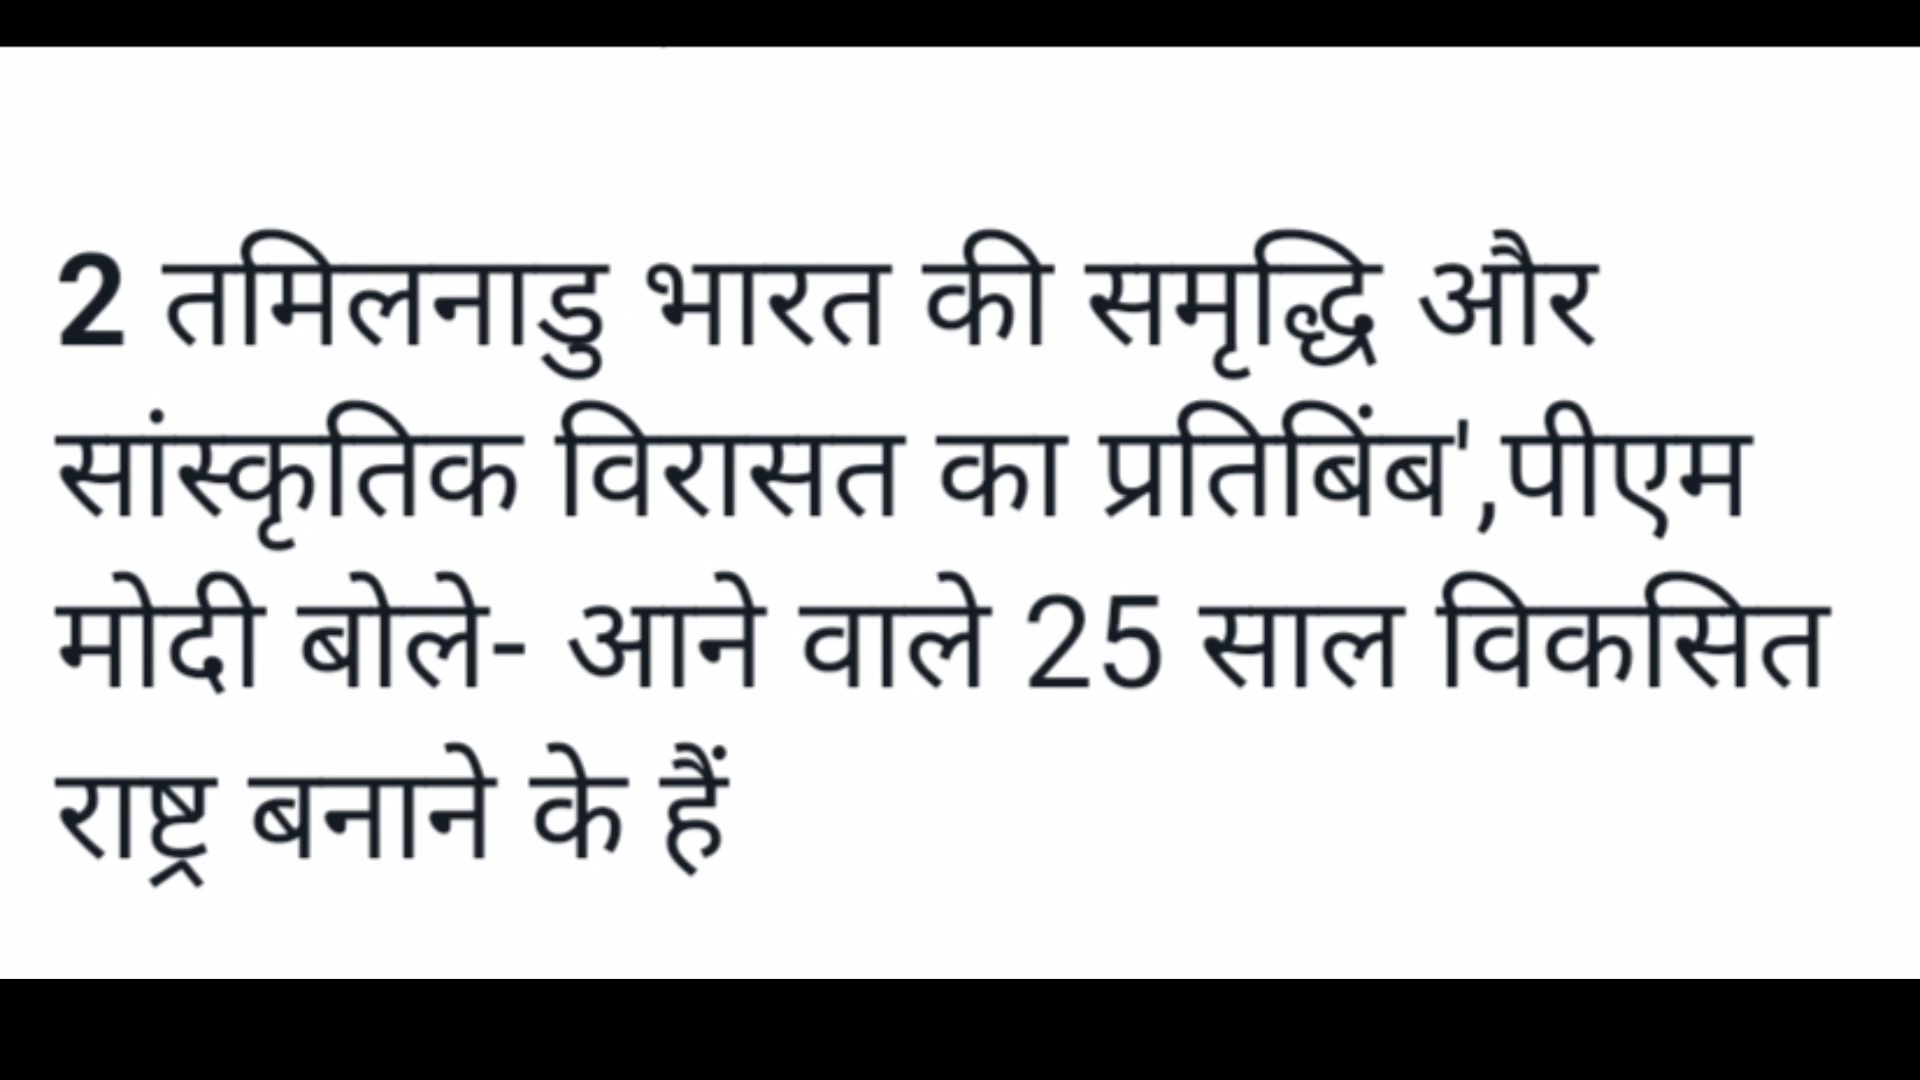 2 तमिलनाडु भारत की समृद्धि और
सांस्कृतिक विरासत का प्रतिबिंब',पीएम
मोदी बोले- आने वाले 25 साल विकसित
राष्ट्र बनाने के हैं